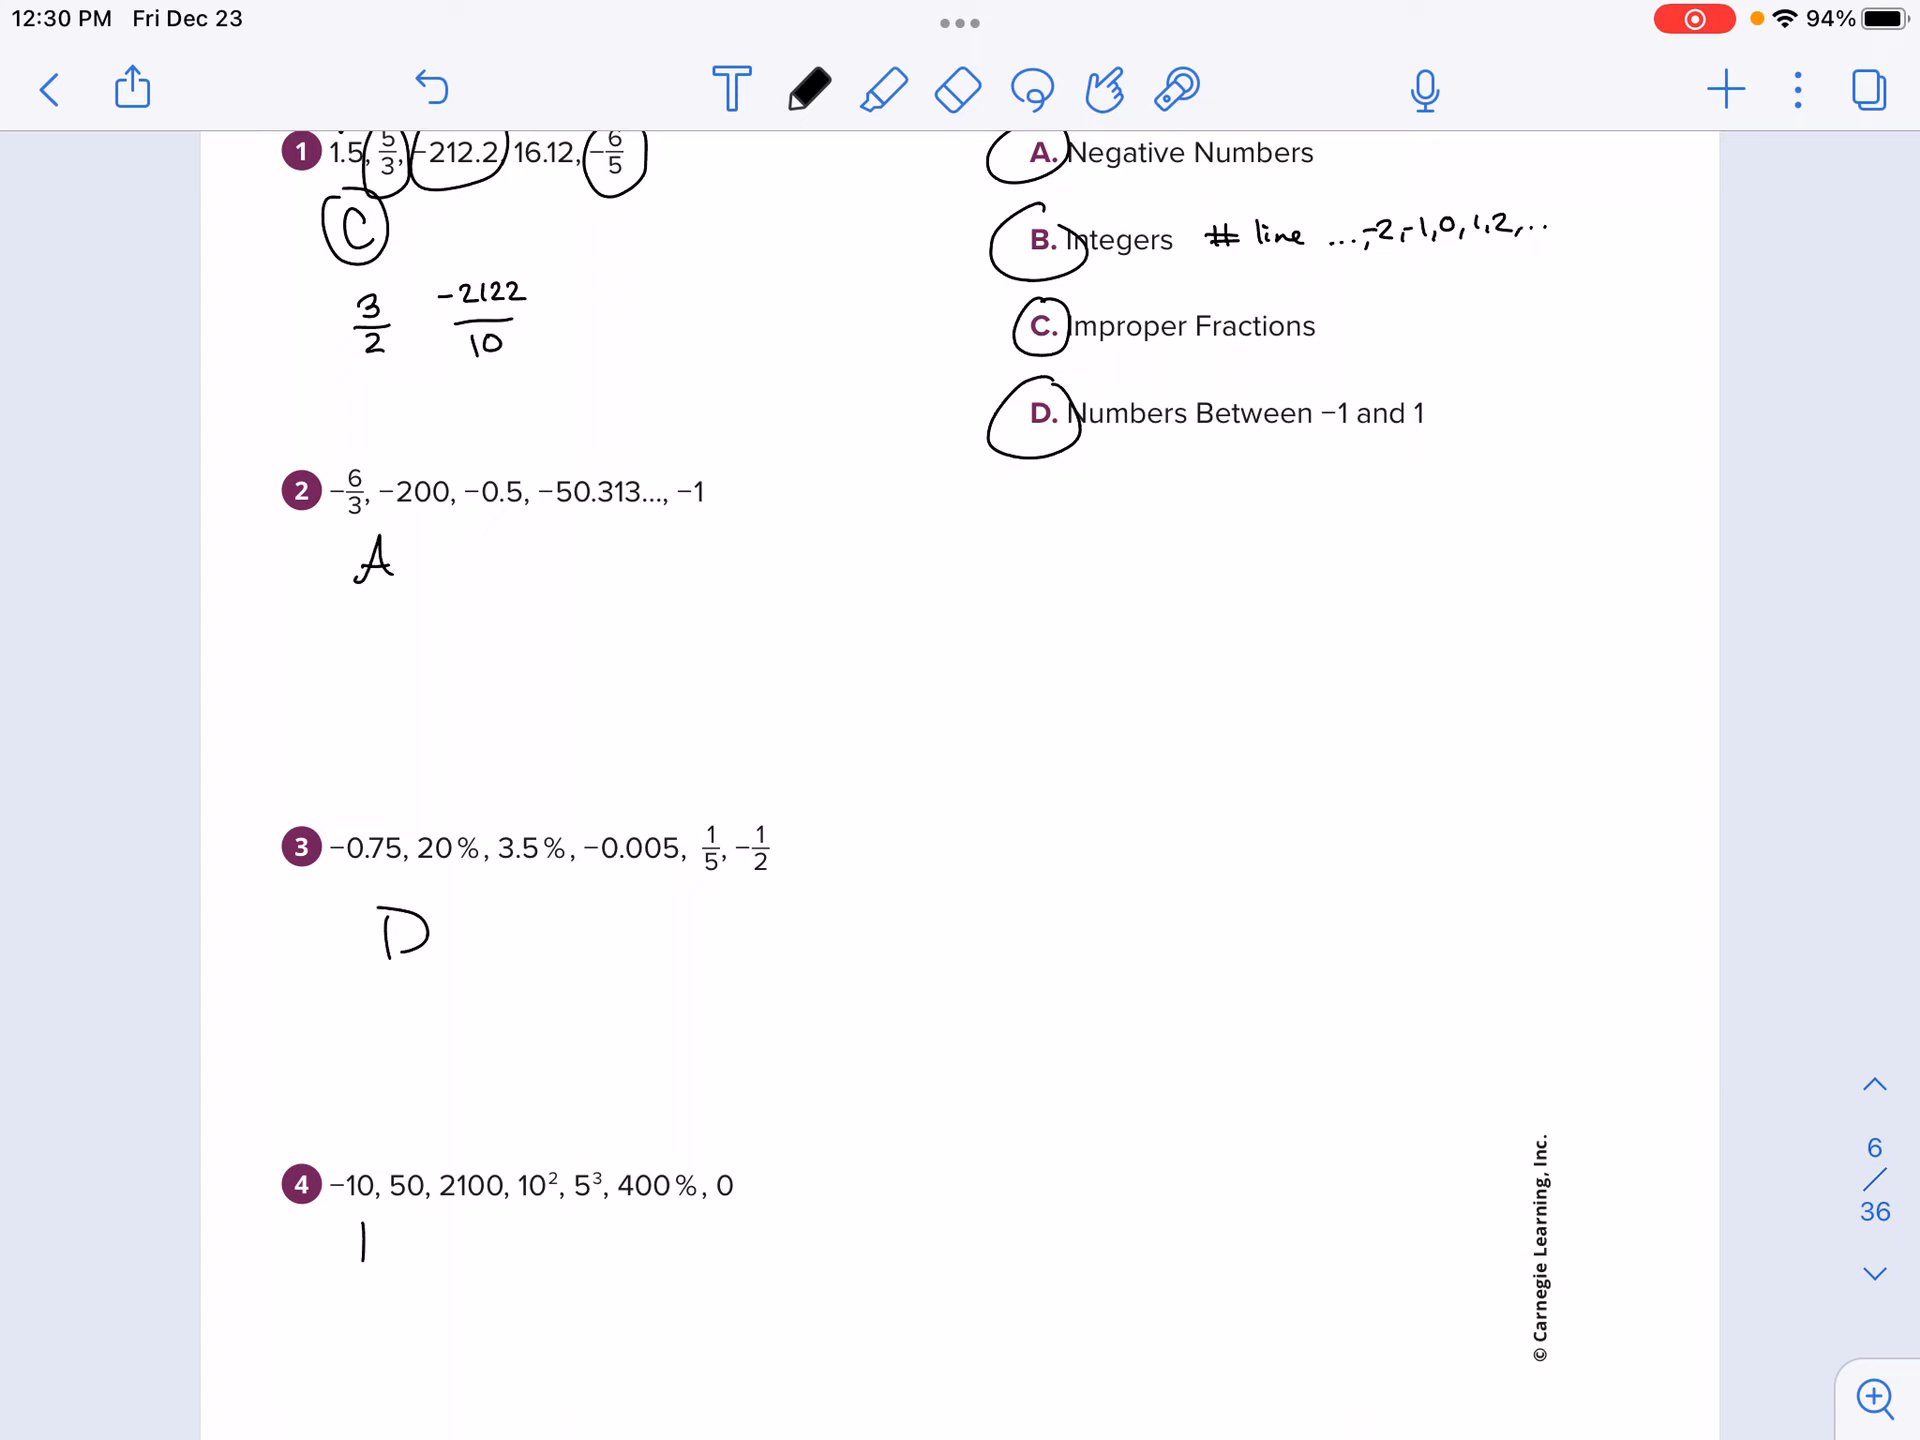 12:30 PM Fri Dec 23
94%
1 1.5, 5/3, −212.2, 16.12, −6/5
C
3/2 -2122/10
A. Negative Numbers
B. Integers # line ...,-2,-1,0,1,2,...
C. Improper Fractions
D. Numbers Between −1 and 1
2 −6/3, −200, −0.5, −50.313..., −1
A
3 −0.75, 20%, 3.5%, −0.005, 1/5, −1/2
D
4 −10, 50, 2100, 10², 5³, 400%, 0
© Carnegie Learning, Inc.
6
/
36